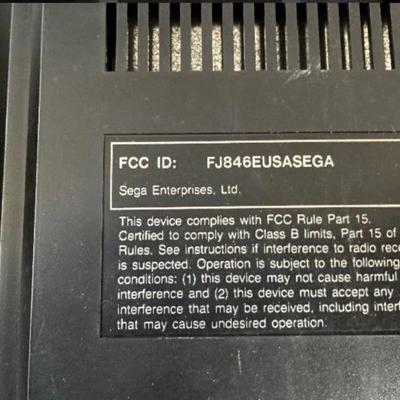 FCC ID: FJ846EUSASEGA
Sega Enterprises, Ltd.
This device complies with FCC Rule Part 15.
Certified to comply with Class B limits, Part 15 of
Rules. See instructions if interference to radio rece
is suspected. Operation is subject to the following
conditions: (1) this device may not cause harmful
interference and (2) this device must accept any
interference that may be received, including interf
that may cause undesired operation.